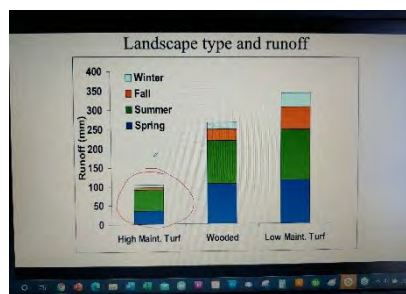 Landscape type and runoff
400
350
300
250
200
150
100
50
0
Runoff (mm)
Winter
Fall
Summer
Spring
High Maint. Turf
Wooded
Low Maint. Turf